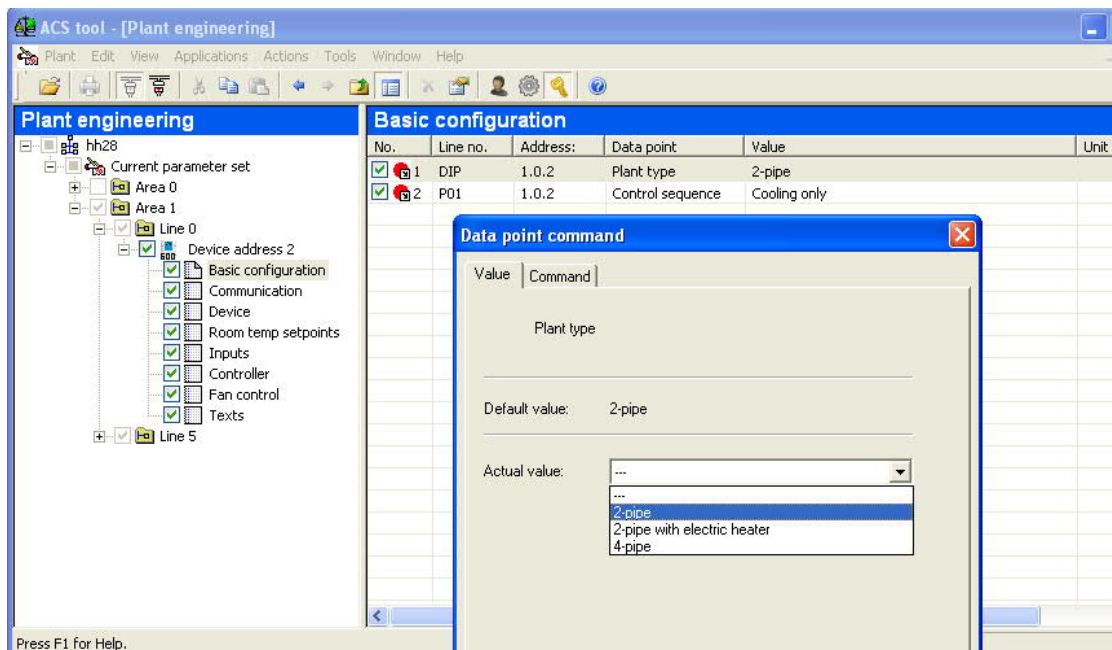 ACS tool - [Plant engineering]
Plant Edit View Applications Actions Tools Window Help
Plant engineering
hh28
Current parameter set
Area 0
Area 1
Line 0
600
Device address 2
Basic configuration
Communication
Device
Room temp setpoints
Inputs
Controller
Fan control
Texts
Line 5
Basic configuration
No. Line no. Address: Data point Value Unit
1 DIP 1.0.2 Plant type 2-pipe
2 P01 1.0.2 Control sequence Cooling only
Data point command
Value Command
Plant type
Default value: 2-pipe
Actual value: ---
---
2-pipe
2-pipe with electric heater
4-pipe
Press F1 for Help.